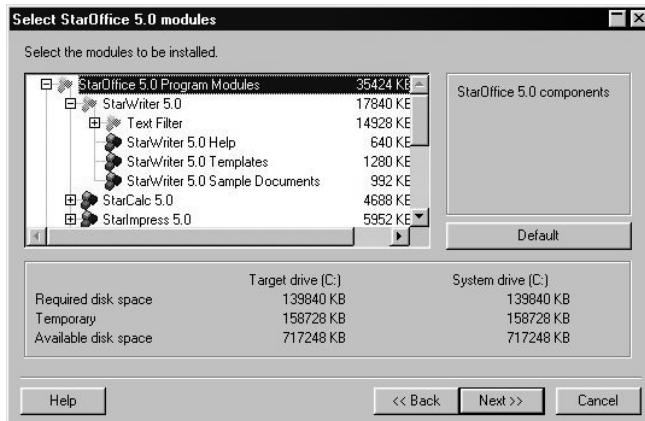 Select StarOffice 5.0 modules
Select the modules to be installed.
StarOffice 5.0 Program Modules 35424 KB
StarWriter 5.0 17840 KB
Text Filter 14928 KB
StarWriter 5.0 Help 640 KB
StarWriter 5.0 Templates 1280 KB
StarWriter 5.0 Sample Documents 992 KB
StarCalc 5.0 4688 KB
StarImpress 5.0 5952 KB
StarOffice 5.0 components
Default
Target drive (C:) System drive (C:)
Required disk space 139840 KB 139840 KB
Temporary 158728 KB 158728 KB
Available disk space 717248 KB 717248 KB
Help << Back Next >> Cancel